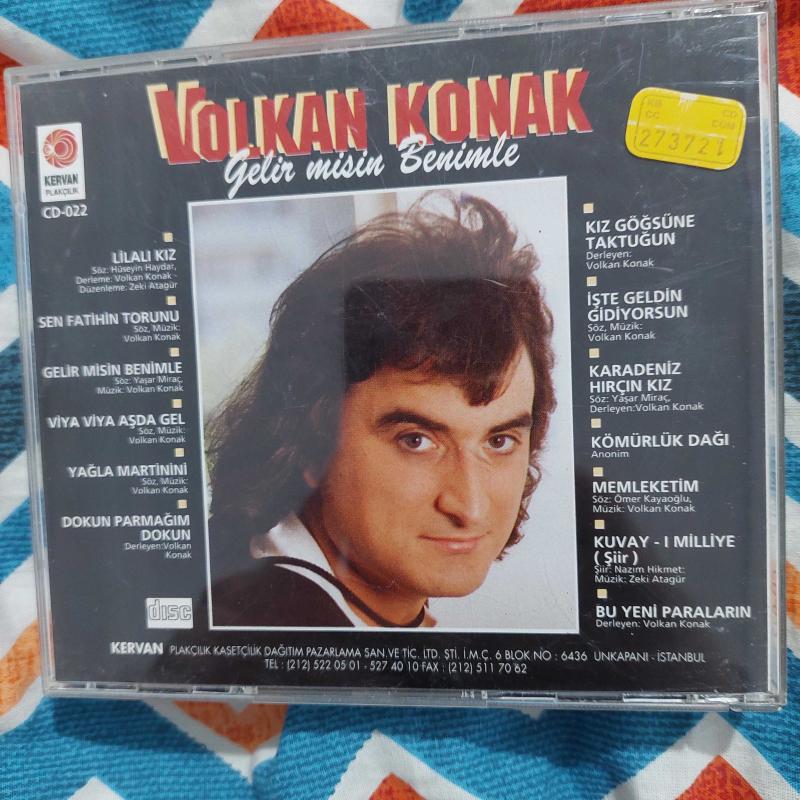 VOLKAN KONAK
Gelir misin Benimle
KERVAN
PLAKÇILIK
CD-022
KB CD
CC CUM
273721
LİLALI KIZ
Söz: Hüseyin Haydar,
Derleme: Volkan Konak -
Düzenleme: Zeki Atagür
SEN FATİHİN TORUNU
Söz, Müzik:
Volkan Konak
GELİR MİSİN BENİMLE
Söz: Yaşar Miraç,
Müzik: Volkan Konak
VİYA VİYA AŞDA GEL
Söz, Müzik:
Volkan Konak
YAĞLA MARTİNİNİ
Söz, Müzik:
Volkan Konak
DOKUN PARMAĞIM
DOKUN
Derleyen:Volkan
Konak
disc
KIZ GÖĞSÜNE
TAKTUĞUN
Derleyen:
Volkan Konak
İŞTE GELDİN
GİDİYORSUN
Söz, Müzik:
Volkan Konak
KARADENİZ
HIRÇIN KIZ
Söz: Yaşar Miraç,
Derleyen:Volkan Konak
KÖMÜRLÜK DAĞI
Anonim
MEMLEKETİM
Söz: Ömer Kayaoğlu,
Müzik: Volkan Konak
KUVAY - I MİLLİYE
( Şiir )
Şiir: Nazım Hikmet:
Müzik: Zeki Atagür
BU YENİ PARALARIN
Derleyen: Volkan Konak
KERVAN PLAKÇILIK KASETÇİLİK DAĞITIM PAZARLAMA SAN.VE TİC. LTD. ŞTİ. İ.M.Ç. 6 BLOK NO : 6436 UNKAPANI - İSTANBUL
TEL : (212) 522 05 01 - 527 40 10 FAX : (212) 511 70 62